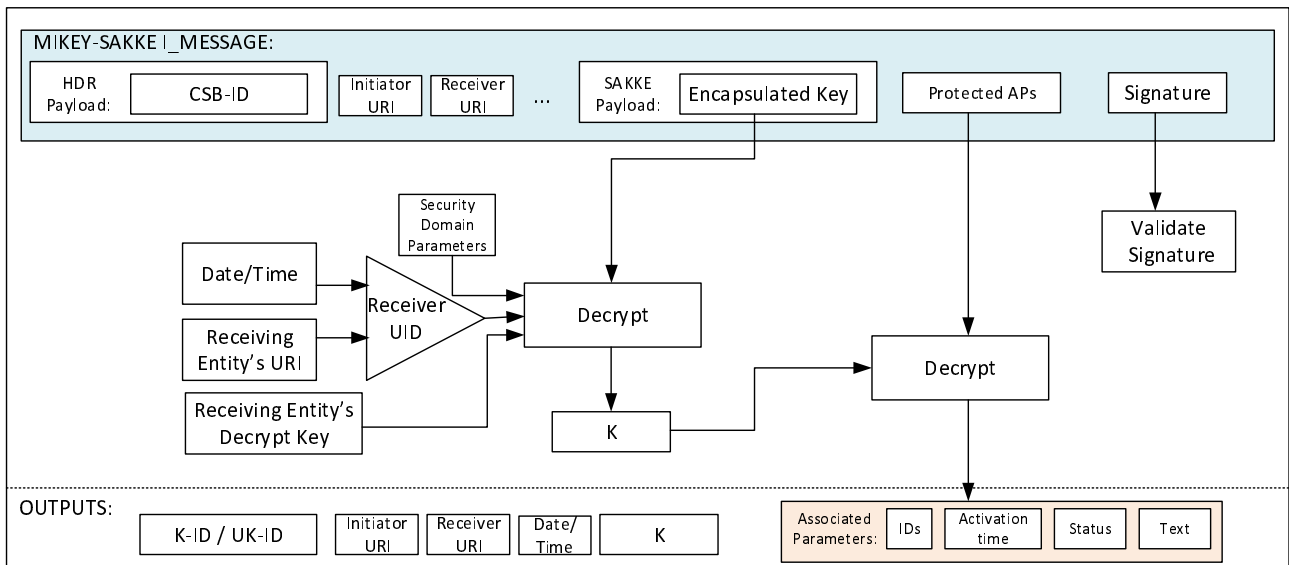 MIKEY-SAKKE I_MESSAGE:
HDR
Payload:
CSB-ID
Initiator
URI
Receiver
URI
...
SAKKE
Payload:
Encapsulated Key
Protected APs
Signature
Security
Domain
Parameters
Validate
Signature
Date/Time
Receiver
UID
Decrypt
Receiving
Entity’s URI
Decrypt
Receiving Entity’s
Decrypt Key
K
OUTPUTS:
K-ID / UK-ID
Initiator
URI
Receiver
URI
Date/
Time
K
Associated
Parameters:
IDs
Activation
time
Status
Text